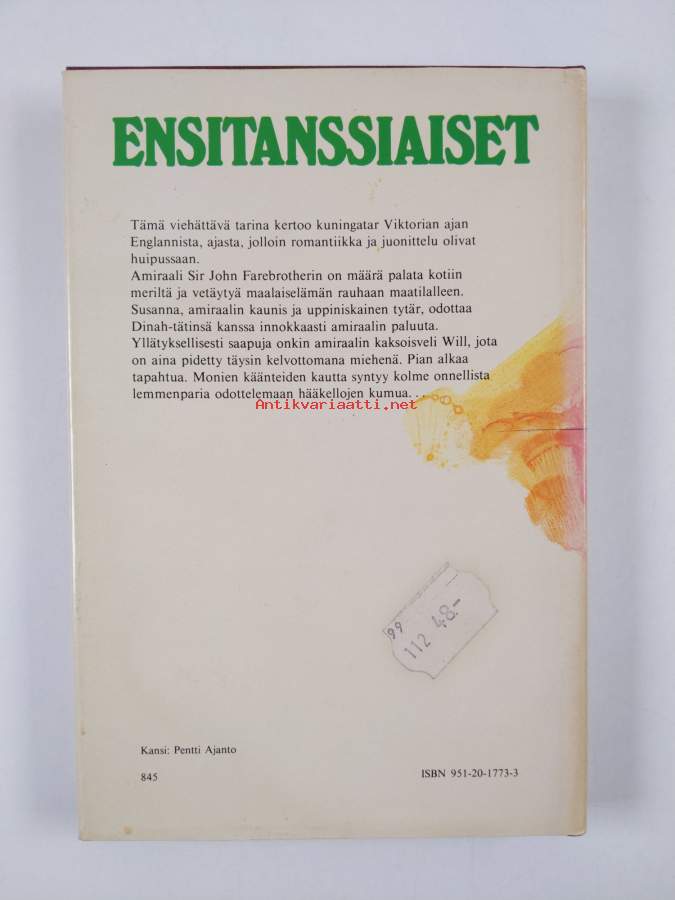 ENSITANSSIAISET
Tämä viehättävä tarina kertoo kuningatar Viktorian ajan
Englannista, ajasta, jolloin romantiikka ja juonittelu olivat
huipussaan.
Amiraali Sir John Farebrotherin on määrä palata kotiin
meriltä ja vetäytyä maalaiselämän rauhaan maatilalleen.
Susanna, amiraalin kaunis ja uppiniskainen tytär, odottaa
Dinah-tätinsä kanssa innokkaasti amiraalin paluuta.
Yllätyksellisesti saapuja onkin amiraalin kaksoisveli Will, jota
on aina pidetty täysin kelvottomana miehenä. Pian alkaa
tapahtua. Monien käänteiden kautta syntyy kolme onnellista
lemmenparia odottelemaan hääkellojen kumua...
Antikvariaatti.net
99
112 48.-
Kansi: Pentti Ajanto
845
ISBN 951-20-1773-3